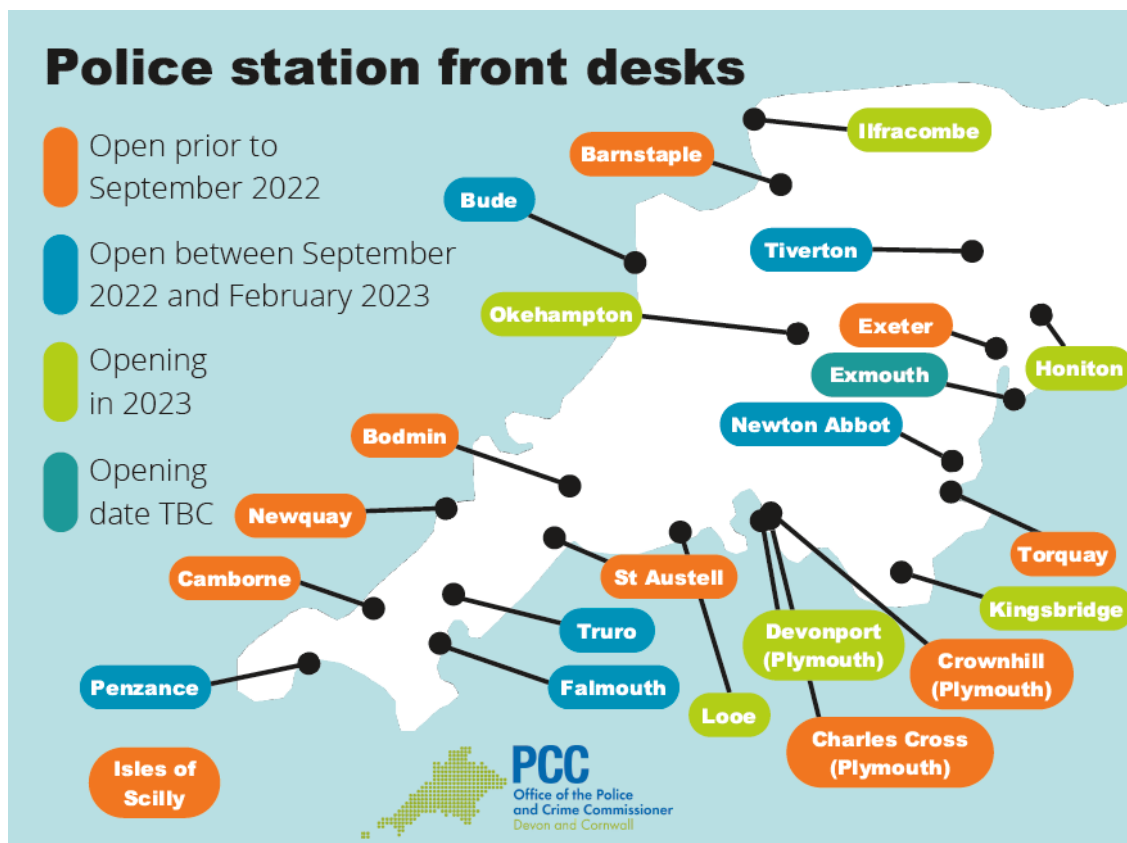 Police station front desks
Open prior to
September 2022
Open between September
2022 and February 2023
Opening
in 2023
Opening
date TBC
Ilfracombe
Barnstaple
Bude
Tiverton
Okehampton
Exeter
Honiton
Exmouth
Newton Abbot
Bodmin
Newquay
Torquay
Camborne
St Austell
Kingsbridge
Truro
Devonport
(Plymouth)
Crownhill
(Plymouth)
Penzance
Falmouth
Looe
Charles Cross
(Plymouth)
Isles of
Scilly
PCC
Office of the Police
and Crime Commissioner
Devon and Cornwall